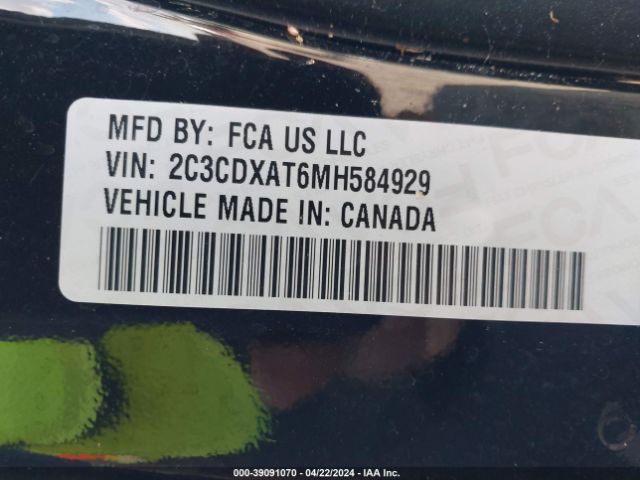 MFD BY: FCA US LLC
VIN: 2C3CDXAT6MH584929
VEHICLE MADE IN: CANADA
000-39091070 - 04/22/2024 - IAA Inc.